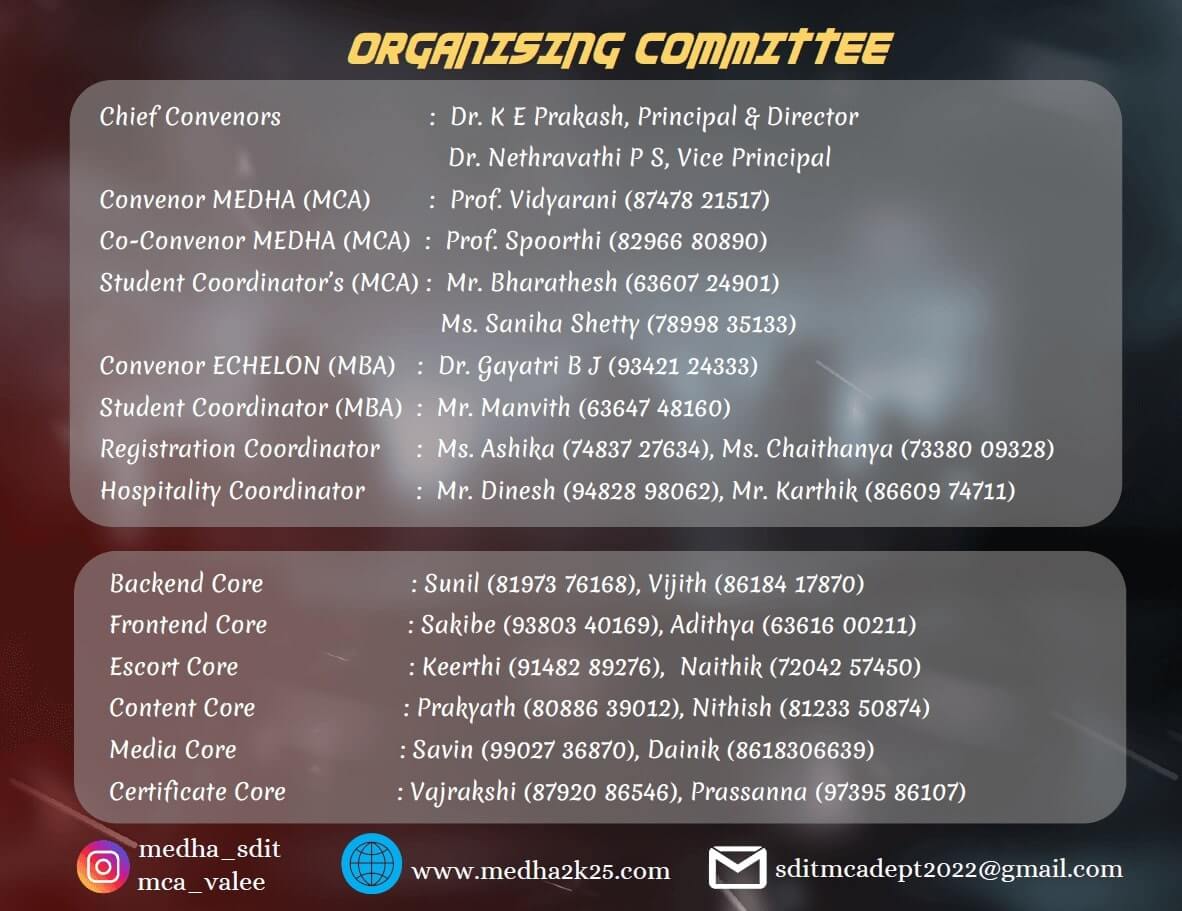 ORGANISING COMMITTEE
Chief Convenors : Dr. K E Prakash, Principal & Director
Dr. Nethravathi P S, Vice Principal
Convenor MEDHA (MCA) : Prof. Vidyarani (87478 21517)
Co-Convenor MEDHA (MCA) : Prof. Spoorthi (82966 80890)
Student Coordinator's (MCA) : Mr. Bharathesh (63607 24901)
Ms. Saniha Shetty (78998 35133)
Convenor ECHELON (MBA) : Dr. Gayatri B J (93421 24333)
Student Coordinator (MBA) : Mr. Manvith (63647 48160)
Registration Coordinator : Ms. Ashika (74837 27634), Ms. Chaithanya (73380 09328)
Hospitality Coordinator : Mr. Dinesh (94828 98062), Mr. Karthik (86609 74711)
Backend Core : Sunil (81973 76168), Vijith (86184 17870)
Frontend Core : Sakibe (93803 40169), Adithya (63616 00211)
Escort Core : Keerthi (91482 89276), Naithik (72042 57450)
Content Core : Prakyath (80886 39012), Nithish (81233 50874)
Media Core : Savin (99027 36870), Dainik (8618306639)
Certificate Core : Vajrakshi (87920 86546), Prassanna (97395 86107)
medha_sdit
mca_valee
www.medha2k25.com
sditmcadept2022@gmail.com